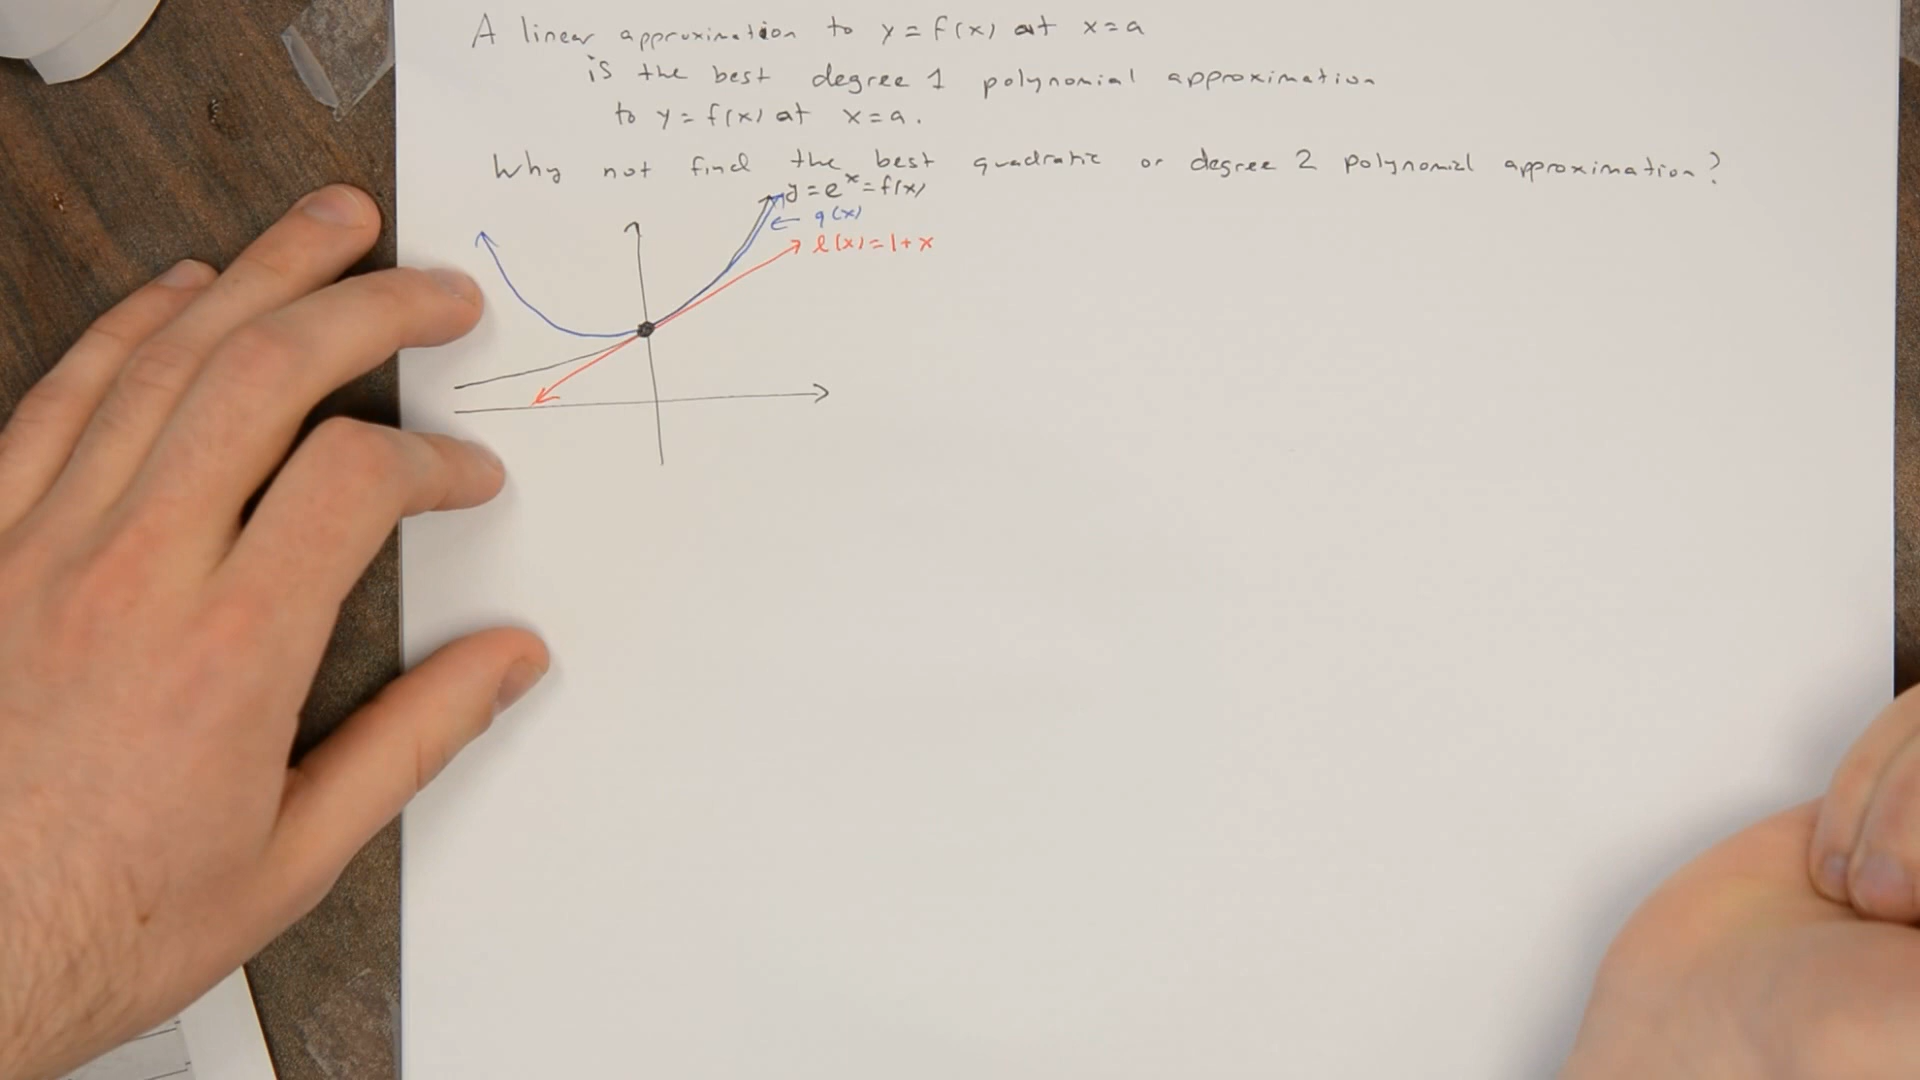 A linear approximation to y = f(x) at x = a
is the best degree 1 polynomial approximation
to y = f(x) at x = a.
Why not find the best quadratic or degree 2 polynomial approximation?
y = e^x = f(x)
← q(x)
l(x) = 1 + x